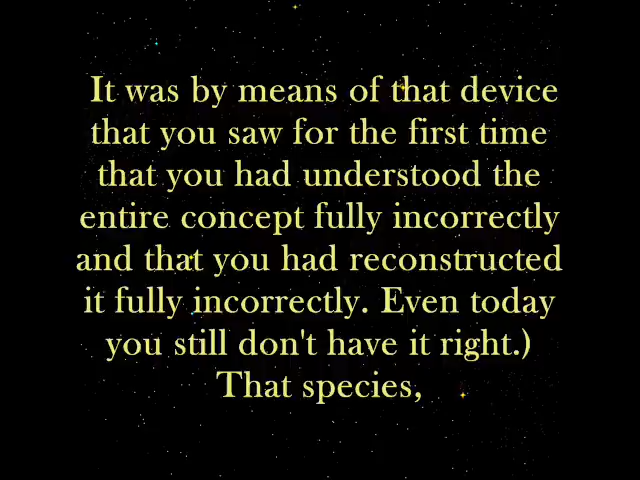 It was by means of that device
that you saw for the first time
that you had understood the
entire concept fully incorrectly
and that you had reconstructed
it fully incorrectly. Even today
you still don't have it right.)
That species,